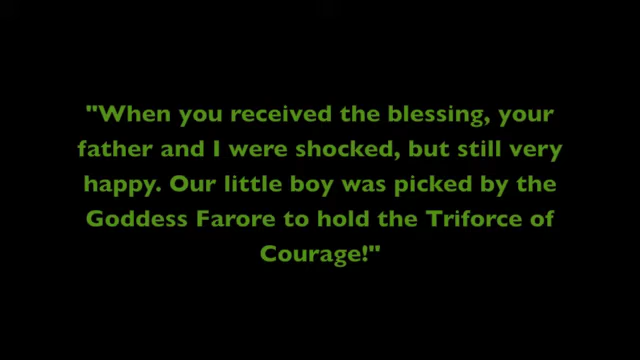 "When you received the blessing, your
father and I were shocked, but still very
happy. Our little boy was picked by the
Goddess Farore to hold the Triforce of
Courage!"